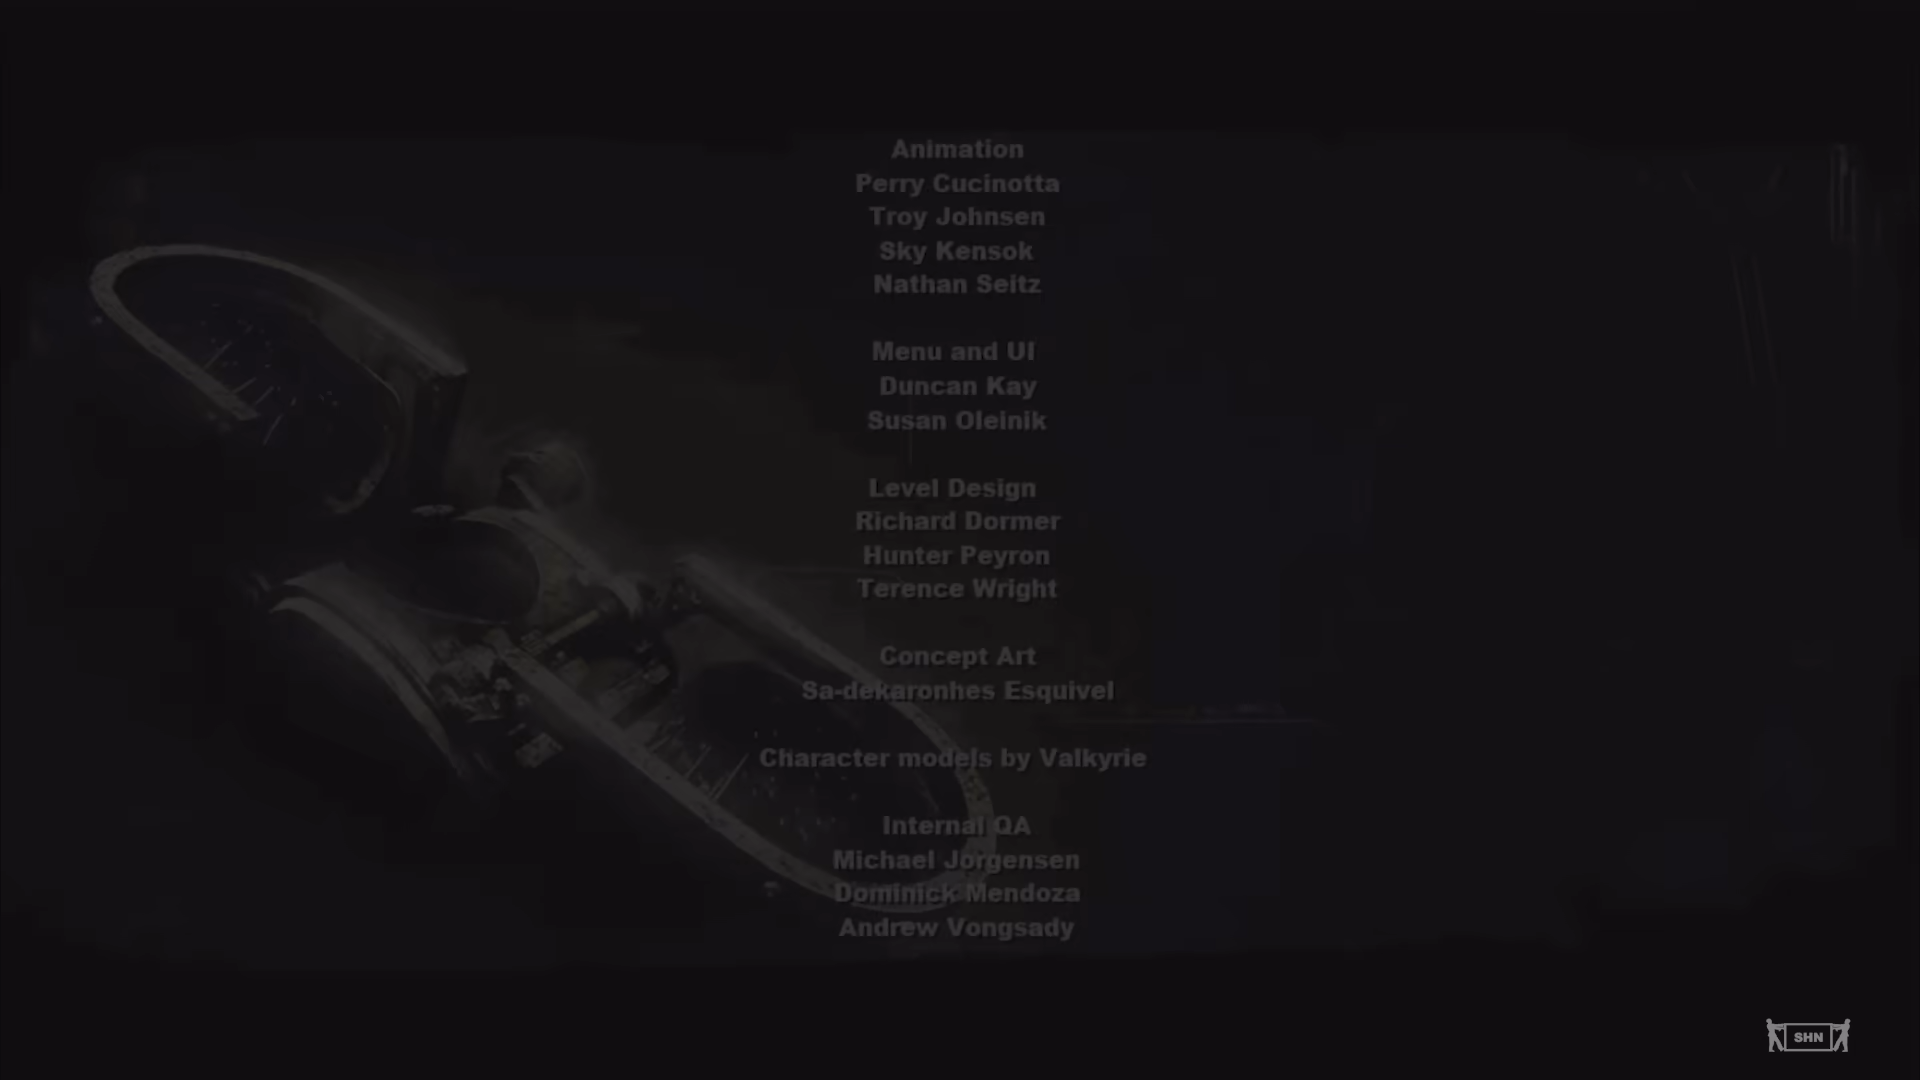 Animation
Perry Cucinotta
Troy Johnsen
Sky Kensok
Nathan Seitz
Menu and UI
Duncan Kay
Susan Oleinik
Level Design
Richard Dormer
Hunter Peyron
Terence Wright
Concept Art
Sa-dekaronhes Esquivel
Character models by Valkyrie
Internal QA
Michael Jorgensen
Dominick Mendoza
Andrew Vongsady
SHN